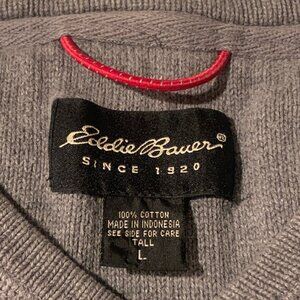 Eddie Bauer®
SINCE 1920
100% COTTON
MADE IN INDONESIA
SEE SIDE FOR CARE
TALL
L